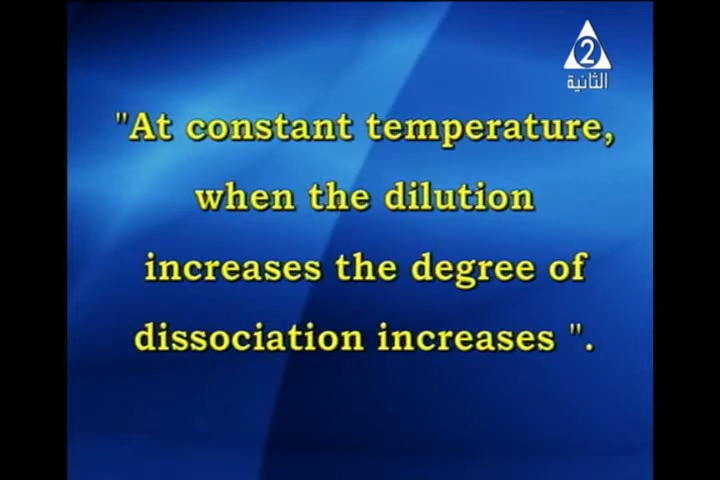 2
الثانية
"At constant temperature,
when the dilution
increases the degree of
dissociation increases ".